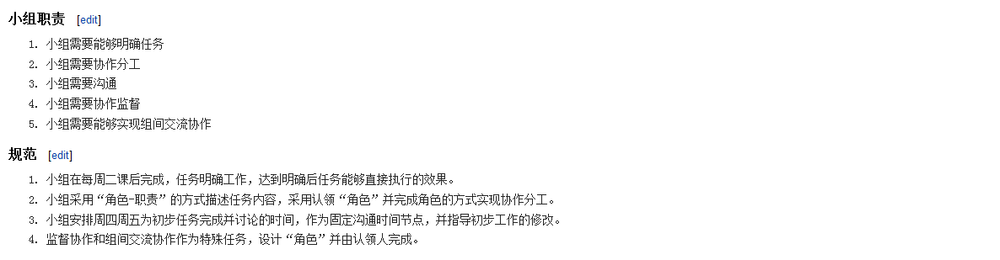 小组职责 [edit]
1. 小组需要能够明确任务
2. 小组需要协作分工
3. 小组需要沟通
4. 小组需要协作监督
5. 小组需要能够实现组间交流协作
规范 [edit]
1. 小组在每周二课后完成，任务明确工作，达到明确后任务能够直接执行的效果。
2. 小组采用“角色-职责”的方式描述任务内容，采用认领“角色”并完成角色的方式实现协作分工。
3. 小组安排周四周五为初步任务完成并讨论的时间，作为固定沟通时间节点，并指导初步工作的修改。
4. 监督协作和组间交流协作作为特殊任务，设计“角色”并由认领人完成。